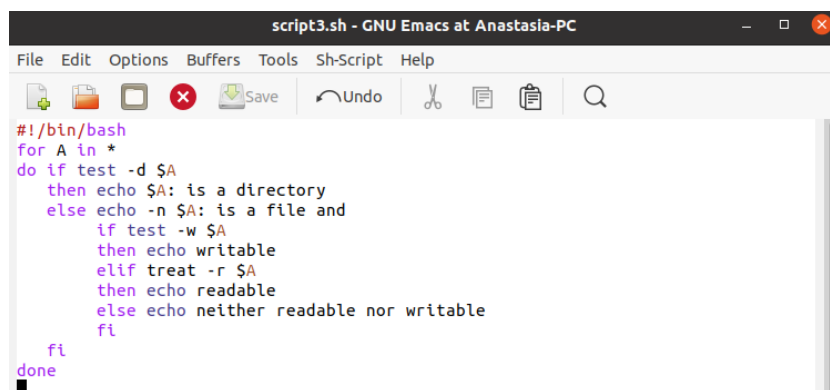 script3.sh - GNU Emacs at Anastasia-PC
File Edit Options Buffers Tools Sh-Script Help
Save Undo
#!/bin/bash
for A in *
do if test -d $A
   then echo $A: is a directory
   else echo -n $A: is a file and
        if test -w $A
        then echo writable
        elif treat -r $A
        then echo readable
        else echo neither readable nor writable
        fi
   fi
done